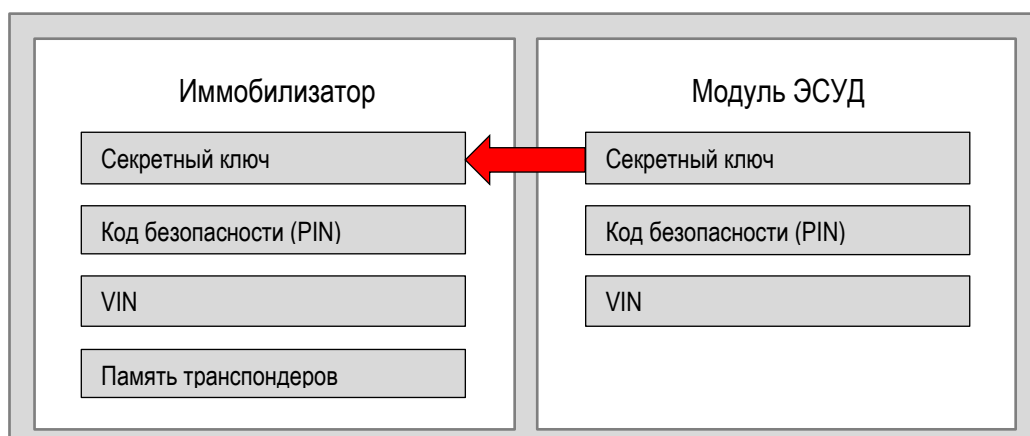 Иммобилизатор
Секретный ключ
Код безопасности (PIN)
VIN
Память транспондеров
Модуль ЭСУД
Секретный ключ
Код безопасности (PIN)
VIN